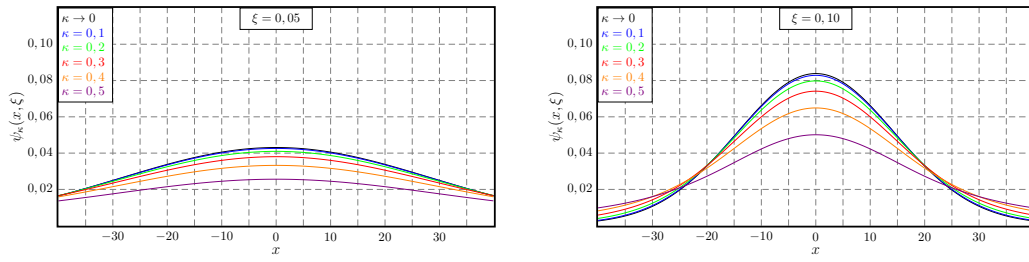 κ → 0
κ = 0, 1
κ = 0, 2
κ = 0, 3
κ = 0, 4
κ = 0, 5
ξ = 0, 05
0, 10
0, 08
0, 06
0, 04
0, 02
ψκ(x, ξ)
−30 −20 −10 0 10 20 30
x
κ → 0
κ = 0, 1
κ = 0, 2
κ = 0, 3
κ = 0, 4
κ = 0, 5
ξ = 0, 10
0, 10
0, 08
0, 06
0, 04
0, 02
ψκ(x, ξ)
−30 −20 −10 0 10 20 30
x